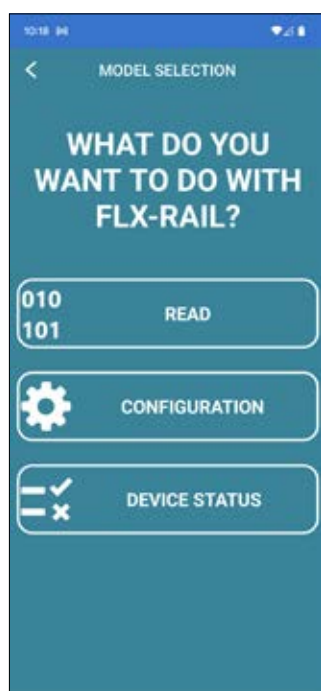 10:18
MODEL SELECTION
WHAT DO YOU
WANT TO DO WITH
FLX-RAIL?
010
101
READ
CONFIGURATION
DEVICE STATUS